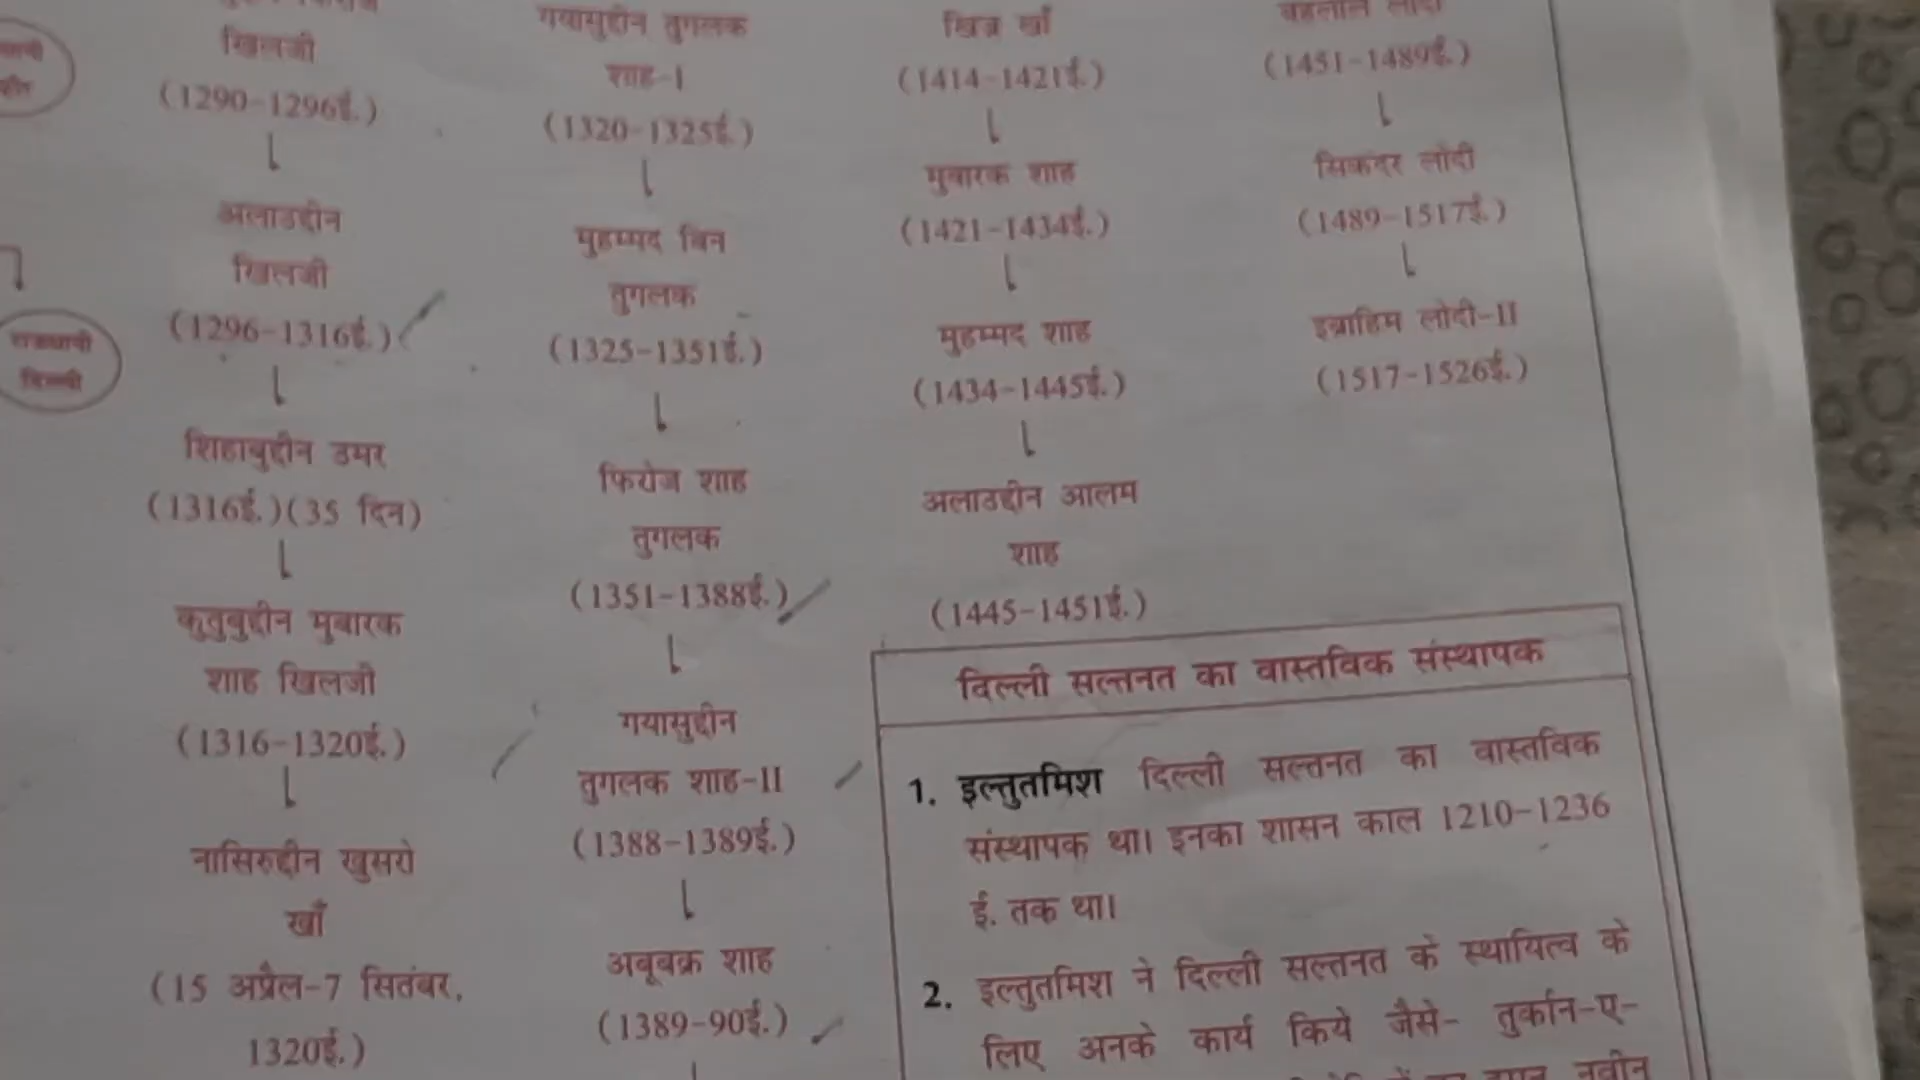 खिलजी
(1290-1296ई.)
अलाउद्दीन
खिलजी
(1296-1316ई.)
शिहाबुद्दीन उमर
(1316ई.)(35 दिन)
कुतुबुद्दीन मुबारक
शाह खिलजी
(1316-1320ई.)
नासिरुद्दीन खुसरो
खाँ
(15 अप्रैल-7 सितंबर,
1320ई.)
गयासुद्दीन तुगलक
शाह-I
(1320-1325ई.)
मुहम्मद बिन
तुगलक
(1325-1351ई.)
फिरोज शाह
तुगलक
(1351-1388ई.)
गयासुद्दीन
तुगलक शाह-II
(1388-1389ई.)
अबूबक्र शाह
(1389-90ई.)
खिज्र खाँ
(1414-1421ई.)
मुबारक शाह
(1421-1434ई.)
मुहम्मद शाह
(1434-1445ई.)
अलाउद्दीन आलम
शाह
(1445-1451ई.)
बहलोल लोदी
(1451-1489ई.)
सिकंदर लोदी
(1489-1517ई.)
इब्राहिम लोदी-II
(1517-1526ई.)
राजधानी
दिल्ली
दिल्ली सल्तनत का वास्तविक संस्थापक
1. इल्तुतमिश दिल्ली सल्तनत का वास्तविक
संस्थापक था। इनका शासन काल 1210-1236
ई. तक था।
2. इल्तुतमिश ने दिल्ली सल्तनत के स्थायित्व के
लिए अनके कार्य किये जैसे- तुर्कान-ए-
नवीन